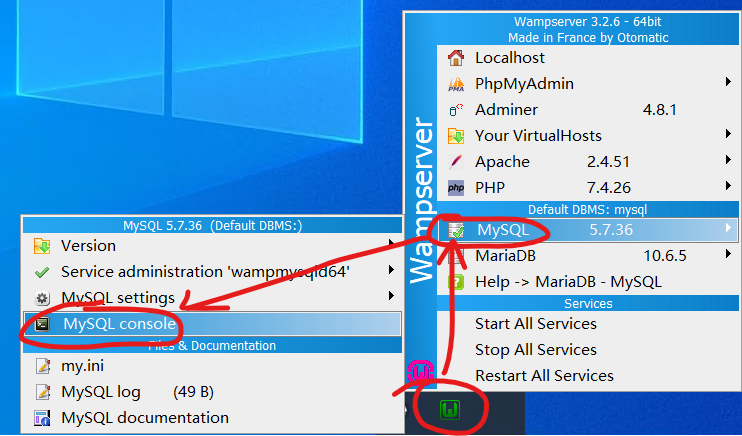 Wampserver 3.2.6 - 64bit
Made in France by Otomatic
Localhost
PhpMyAdmin
Adminer 4.8.1
Your VirtualHosts
Apache 2.4.51
PHP 7.4.26
Default DBMS: mysql
MySQL 5.7.36
MariaDB 10.6.5
Help -> MariaDB - MySQL
Services
Start All Services
Stop All Services
Restart All Services
Wampserver
MySQL 5.7.36 (Default DBMS:)
Version
Service administration 'wampmysqld64'
MySQL settings
MySQL console
Files & Documentation
my.ini
MySQL log (49 B)
MySQL documentation